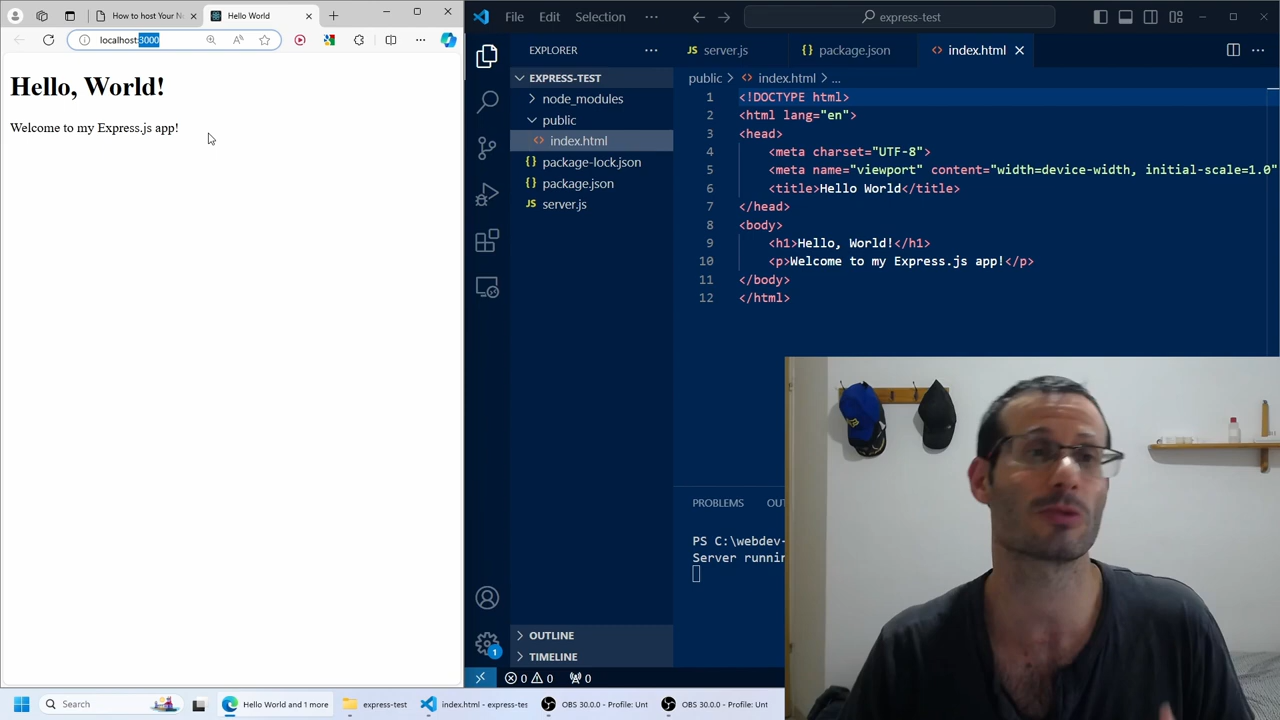 How to host your N
Hello World
localhost:3000
Hello, World!
Welcome to my Express.js app!
File Edit Selection
express-test
EXPLORER
EXPRESS-TEST
node_modules
public
index.html
package-lock.json
package.json
server.js
OUTLINE
TIMELINE
server.js
package.json
index.html
public > index.html > ...
1 <!DOCTYPE html>
2 <html lang="en">
3 <head>
4 <meta charset="UTF-8">
5 <meta name="viewport" content="width=device-width, initial-scale=1.0"
6 <title>Hello World</title>
7 </head>
8 <body>
9 <h1>Hello, World!</h1>
10 <p>Welcome to my Express.js app!</p>
11 </body>
12 </html>
PROBLEMS OU
PS C:\webdev-
Server runnin
1
0 0 0
Search
Hello World and 1 more
express-test
index.html - express-tes
OBS 30.0.0 - Profile: Unt
OBS 30.0.0 - Profile: Unt